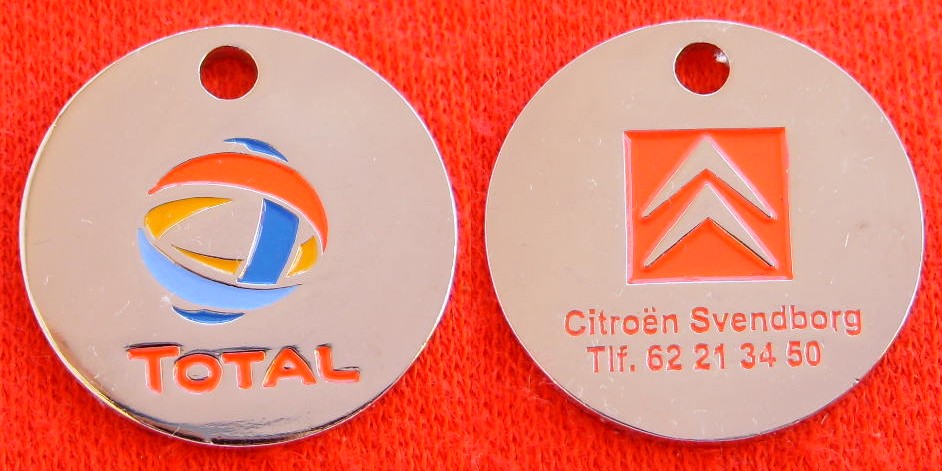 TOTAL
Citroën Svendborg
Tlf. 62 21 34 50